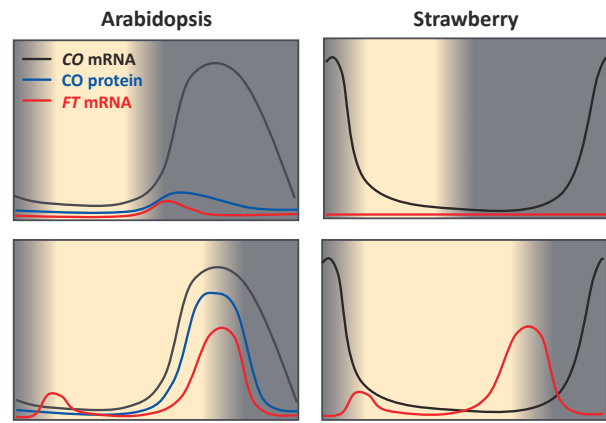 Arabidopsis
Strawberry
CO mRNA
CO protein
FT mRNA